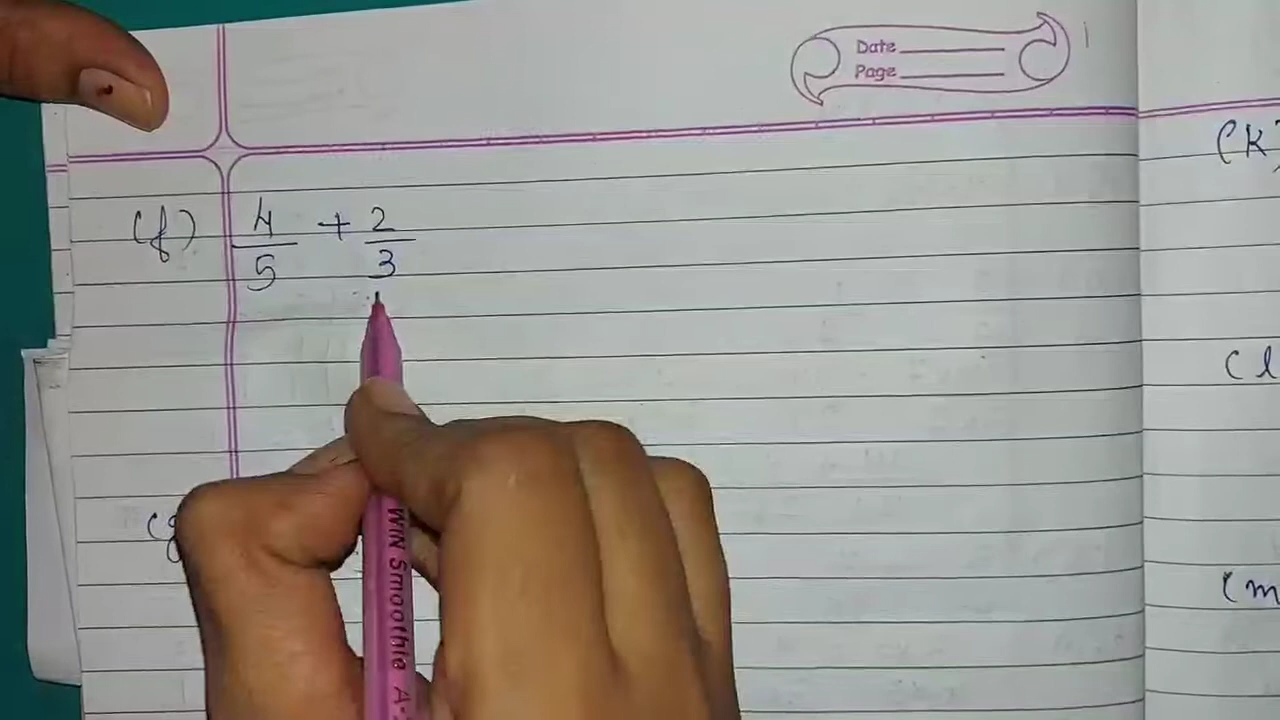 Date
Page
(f) 4/5 + 2/3
(g
(k)
(l
(m
WIN Smoothie A-